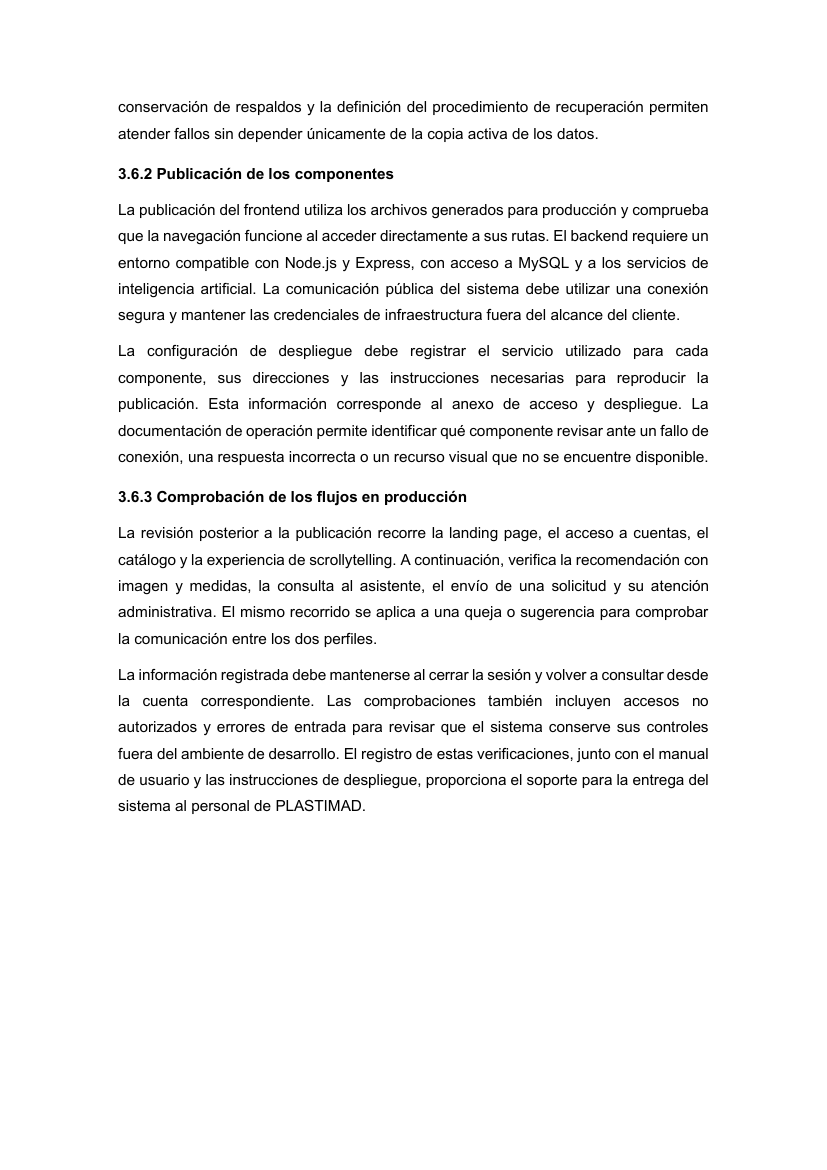 conservación de respaldos y la definición del procedimiento de recuperación permiten
atender fallos sin depender únicamente de la copia activa de los datos.
3.6.2 Publicación de los componentes
La publicación del frontend utiliza los archivos generados para producción y comprueba
que la navegación funcione al acceder directamente a sus rutas. El backend requiere un
entorno compatible con Node.js y Express, con acceso a MySQL y a los servicios de
inteligencia artificial. La comunicación pública del sistema debe utilizar una conexión
segura y mantener las credenciales de infraestructura fuera del alcance del cliente.
La configuración de despliegue debe registrar el servicio utilizado para cada
componente, sus direcciones y las instrucciones necesarias para reproducir la
publicación. Esta información corresponde al anexo de acceso y despliegue. La
documentación de operación permite identificar qué componente revisar ante un fallo de
conexión, una respuesta incorrecta o un recurso visual que no se encuentre disponible.
3.6.3 Comprobación de los flujos en producción
La revisión posterior a la publicación recorre la landing page, el acceso a cuentas, el
catálogo y la experiencia de scrollytelling. A continuación, verifica la recomendación con
imagen y medidas, la consulta al asistente, el envío de una solicitud y su atención
administrativa. El mismo recorrido se aplica a una queja o sugerencia para comprobar
la comunicación entre los dos perfiles.
La información registrada debe mantenerse al cerrar la sesión y volver a consultar desde
la cuenta correspondiente. Las comprobaciones también incluyen accesos no
autorizados y errores de entrada para revisar que el sistema conserve sus controles
fuera del ambiente de desarrollo. El registro de estas verificaciones, junto con el manual
de usuario y las instrucciones de despliegue, proporciona el soporte para la entrega del
sistema al personal de PLASTIMAD.